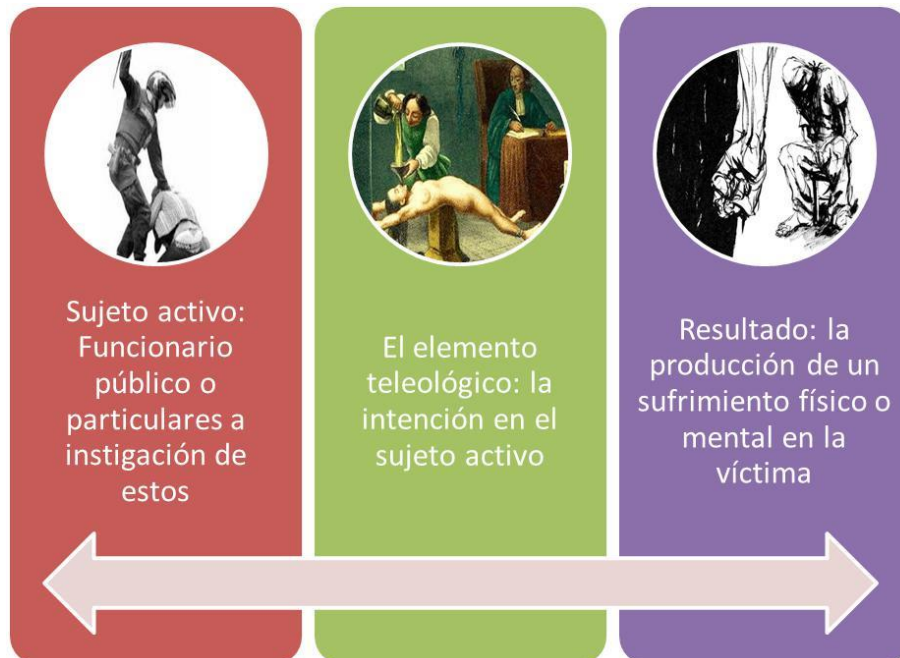 Sujeto activo:
Funcionario
público o
particulares a
instigación de
estos
El elemento
teleológico: la
intención en el
sujeto activo
Resultado: la
producción de un
sufrimiento físico o
mental en la
víctima